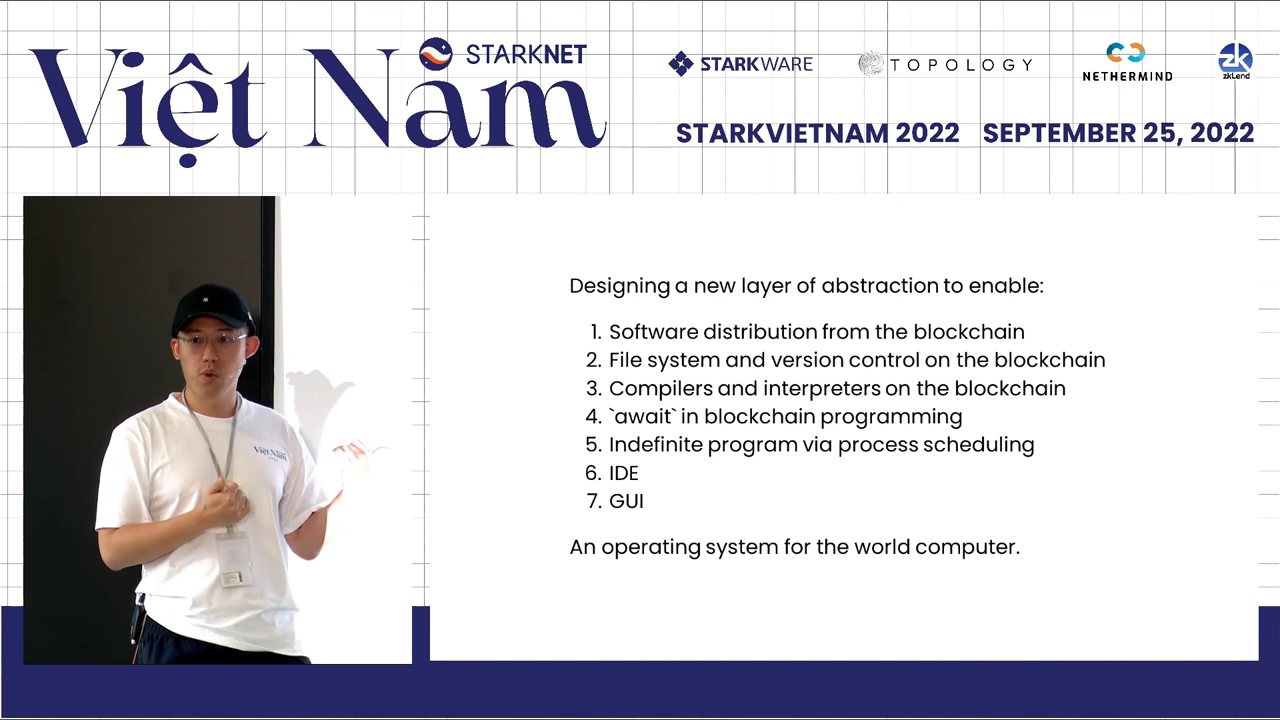 Việt Nam
STARKNET
STARKWARE
TOPOLOGY
NETHERMIND
zk
zkLend
STARKVIETNAM 2022 SEPTEMBER 25, 2022
Designing a new layer of abstraction to enable:
1. Software distribution from the blockchain
2. File system and version control on the blockchain
3. Compilers and interpreters on the blockchain
4. `await` in blockchain programming
5. Indefinite program via process scheduling
6. IDE
7. GUI
An operating system for the world computer.
Việt Nam